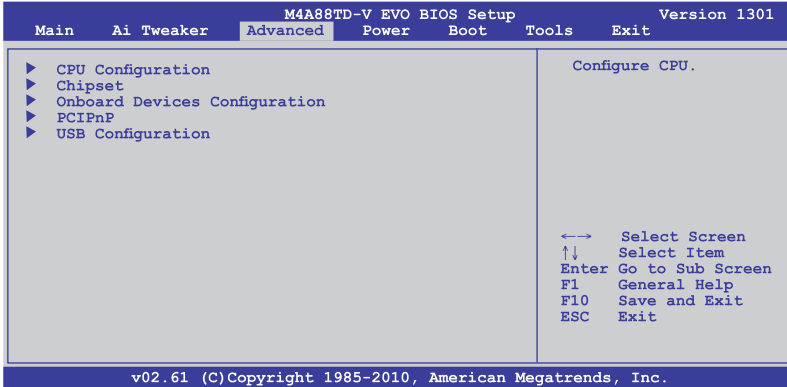 M4A88TD-V EVO BIOS Setup Version 1301
Main Ai Tweaker Advanced Power Boot Tools Exit
CPU Configuration
Chipset
Onboard Devices Configuration
PCIPnP
USB Configuration
Configure CPU.
←→ Select Screen
↑↓ Select Item
Enter Go to Sub Screen
F1 General Help
F10 Save and Exit
ESC Exit
v02.61 (C)Copyright 1985-2010, American Megatrends, Inc.